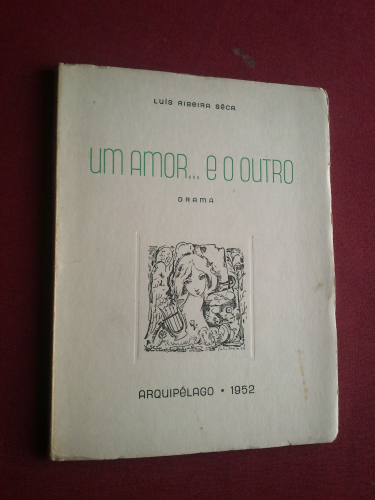 LUÍS RIBEIRA SÊCA
UM AMOR... E O OUTRO
DRAMA
ARQUIPÉLAGO • 1952